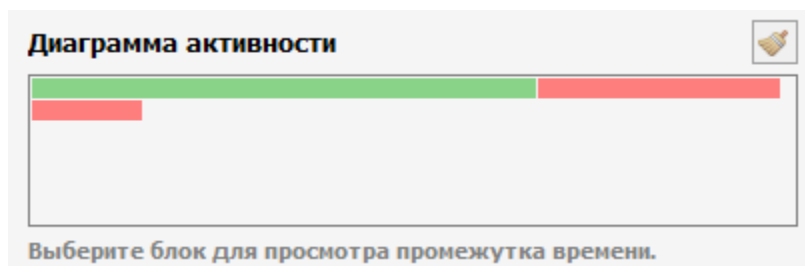 Диаграмма активности
Выберите блок для просмотра промежутка времени.